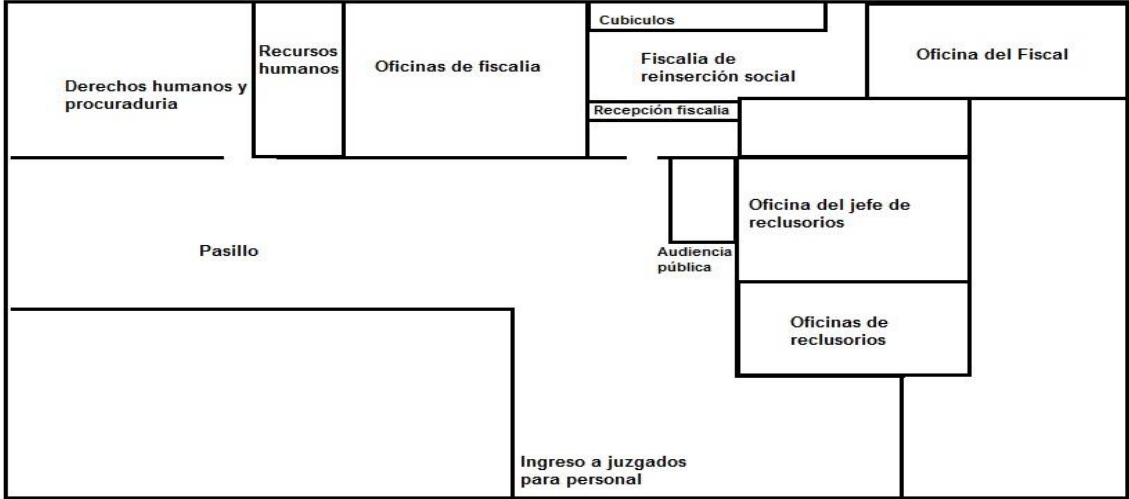 Cubiculos
Recursos
humanos
Oficinas de fiscalia
Fiscalia de
reinserción social
Oficina del Fiscal
Derechos humanos y
procuraduria
Recepción fiscalia
Oficina del jefe de
reclusorios
Pasillo
Audiencia
pública
Oficinas de
reclusorios
Ingreso a juzgados
para personal